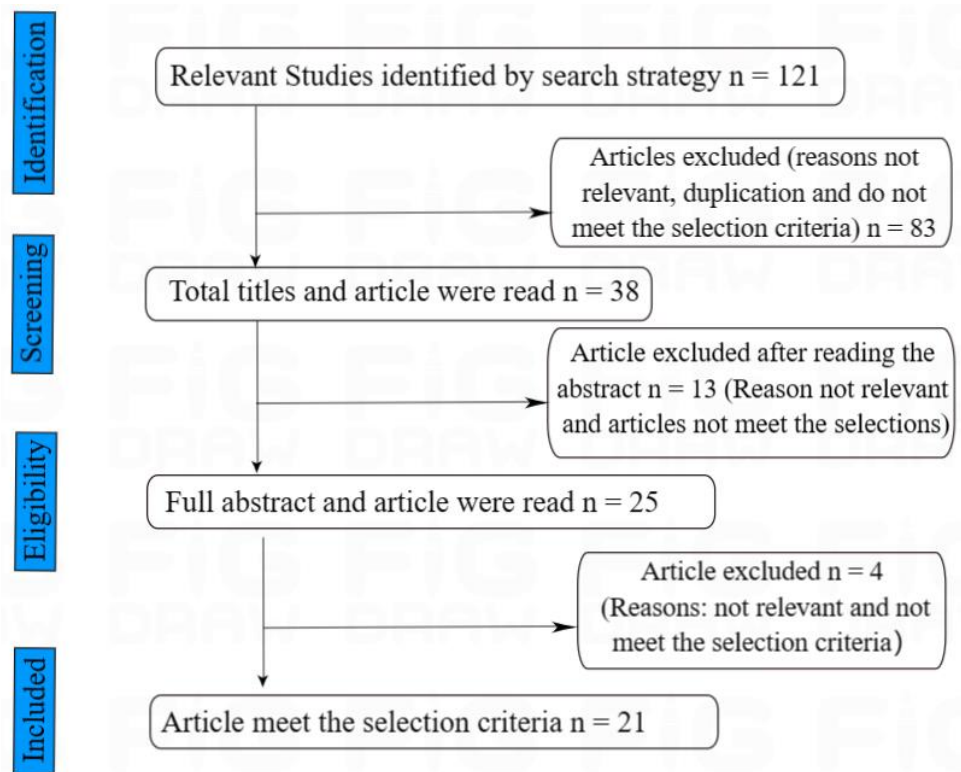 Identification
Relevant Studies identified by search strategy n = 121
Articles excluded (reasons not
relevant, duplication and do not
meet the selection criteria) n = 83
Screening
Total titles and article were read n = 38
Article excluded after reading the
abstract n = 13 (Reason not relevant
and articles not meet the selections)
Eligibility
Full abstract and article were read n = 25
Article excluded n = 4
(Reasons: not relevant and not
meet the selection criteria)
Included
Article meet the selection criteria n = 21
FIG DRAW